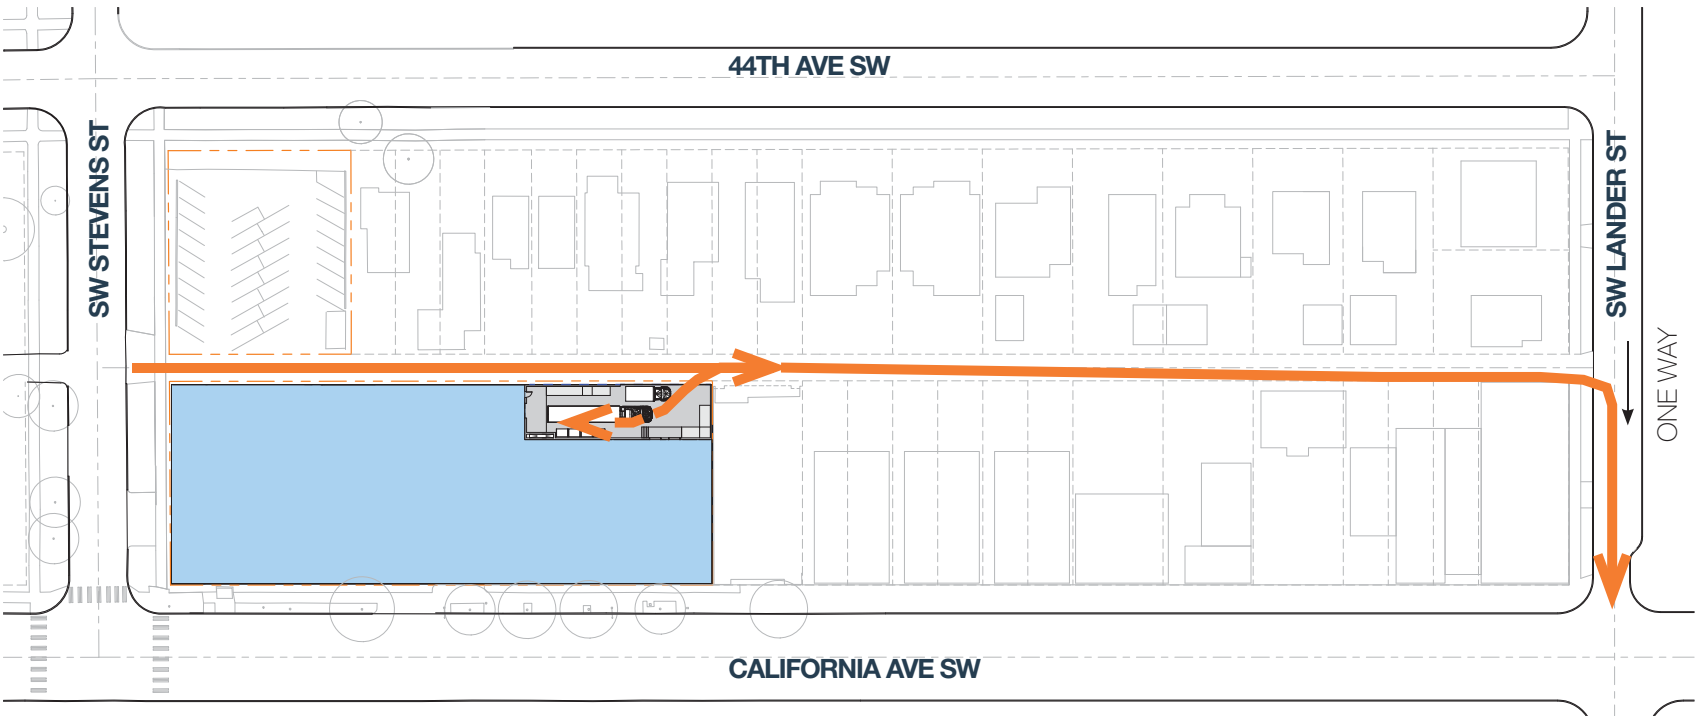 44TH AVE SW
SW STEVENS ST
SW LANDER ST
ONE WAY
CALIFORNIA AVE SW